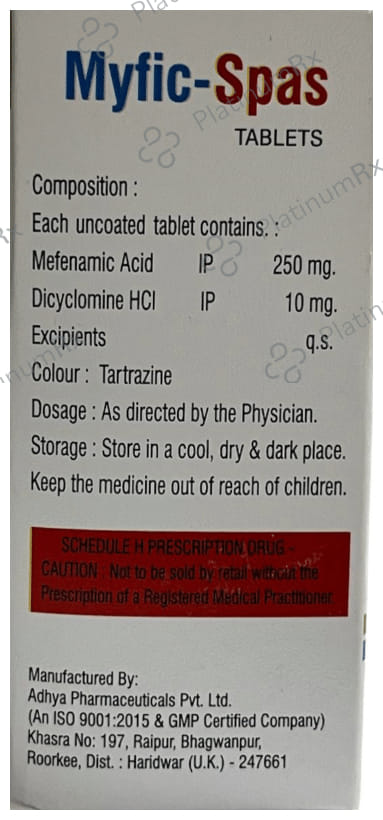 Myfic-Spas
TABLETS
Composition :
Each uncoated tablet contains. :
Mefenamic Acid IP 250 mg.
Dicyclomine HCl IP 10 mg.
Excipients q.s.
Colour : Tartrazine
Dosage : As directed by the Physician.
Storage : Store in a cool, dry & dark place.
Keep the medicine out of reach of children.
SCHEDULE H PRESCRIPTION DRUG -
CAUTION : Not to be sold by retail without the
Prescription of a Registered Medical Practitioner
Manufactured By:
Adhya Pharmaceuticals Pvt. Ltd.
(An ISO 9001:2015 & GMP Certified Company)
Khasra No: 197, Raipur, Bhagwanpur,
Roorkee, Dist. : Haridwar (U.K.) - 247661
PlatinumRx
PlatinumRx
PlatinumRx